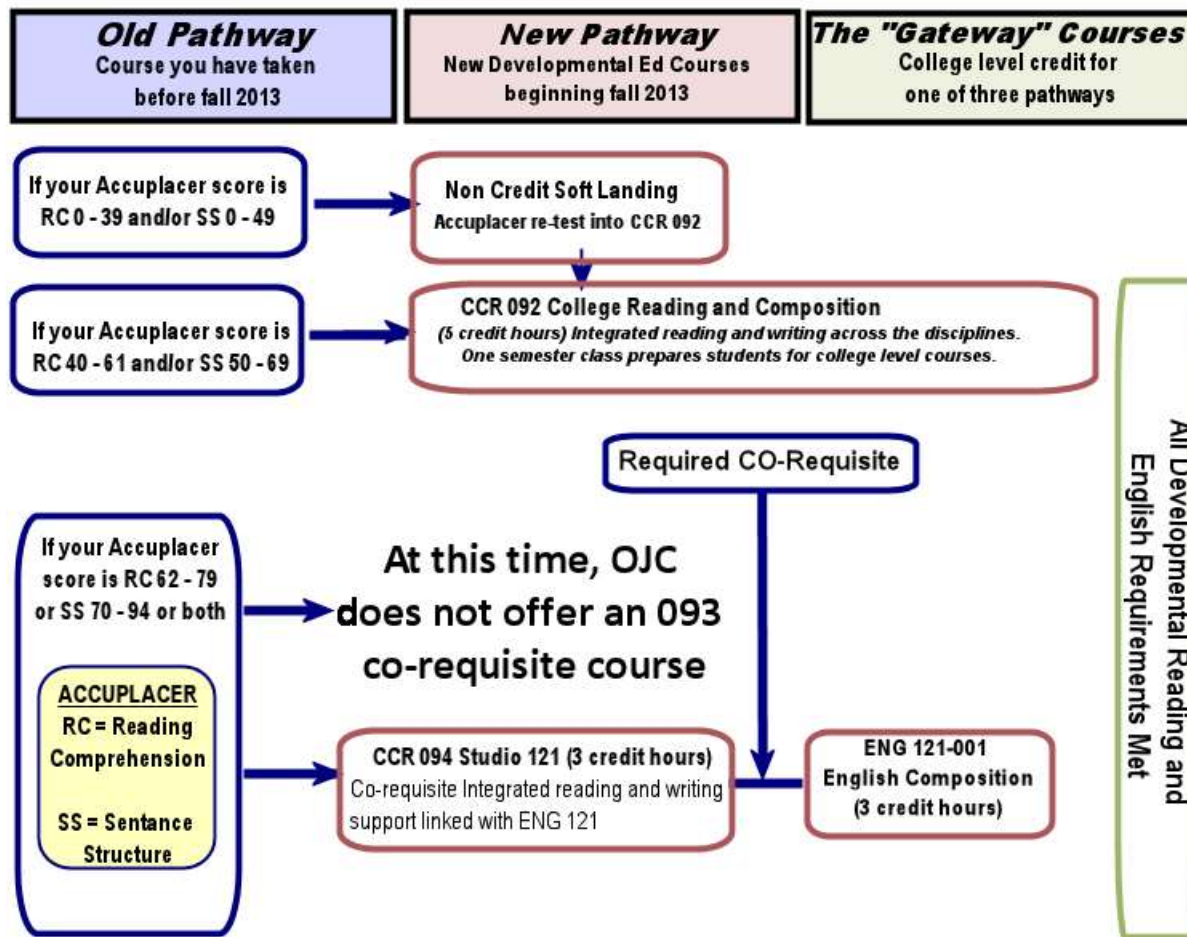 Old Pathway
Course you have taken
before fall 2013
New Pathway
New Developmental Ed Courses
beginning fall 2013
The "Gateway" Courses
College level credit for
one of three pathways
If your Accuplacer score is
RC 0 - 39 and/or SS 0 - 49
Non Credit Soft Landing
Accuplacer re-test into CCR 092
If your Accuplacer score is
RC 40 - 61 and/or SS 50 - 69
CCR 092 College Reading and Composition
(5 credit hours) Integrated reading and writing across the disciplines.
One semester class prepares students for college level courses.
Required CO-Requisite
If your Accuplacer
score is RC 62 - 79
or SS 70 - 94 or both
At this time, OJC
does not offer an 093
co-requisite course
ACCUPLACER
RC = Reading
Comprehension
SS = Sentance
Structure
CCR 094 Studio 121 (3 credit hours)
Co-requisite Integrated reading and writing
support linked with ENG 121
ENG 121-001
English Composition
(3 credit hours)
All Developmental Reading and
English Requirements Met